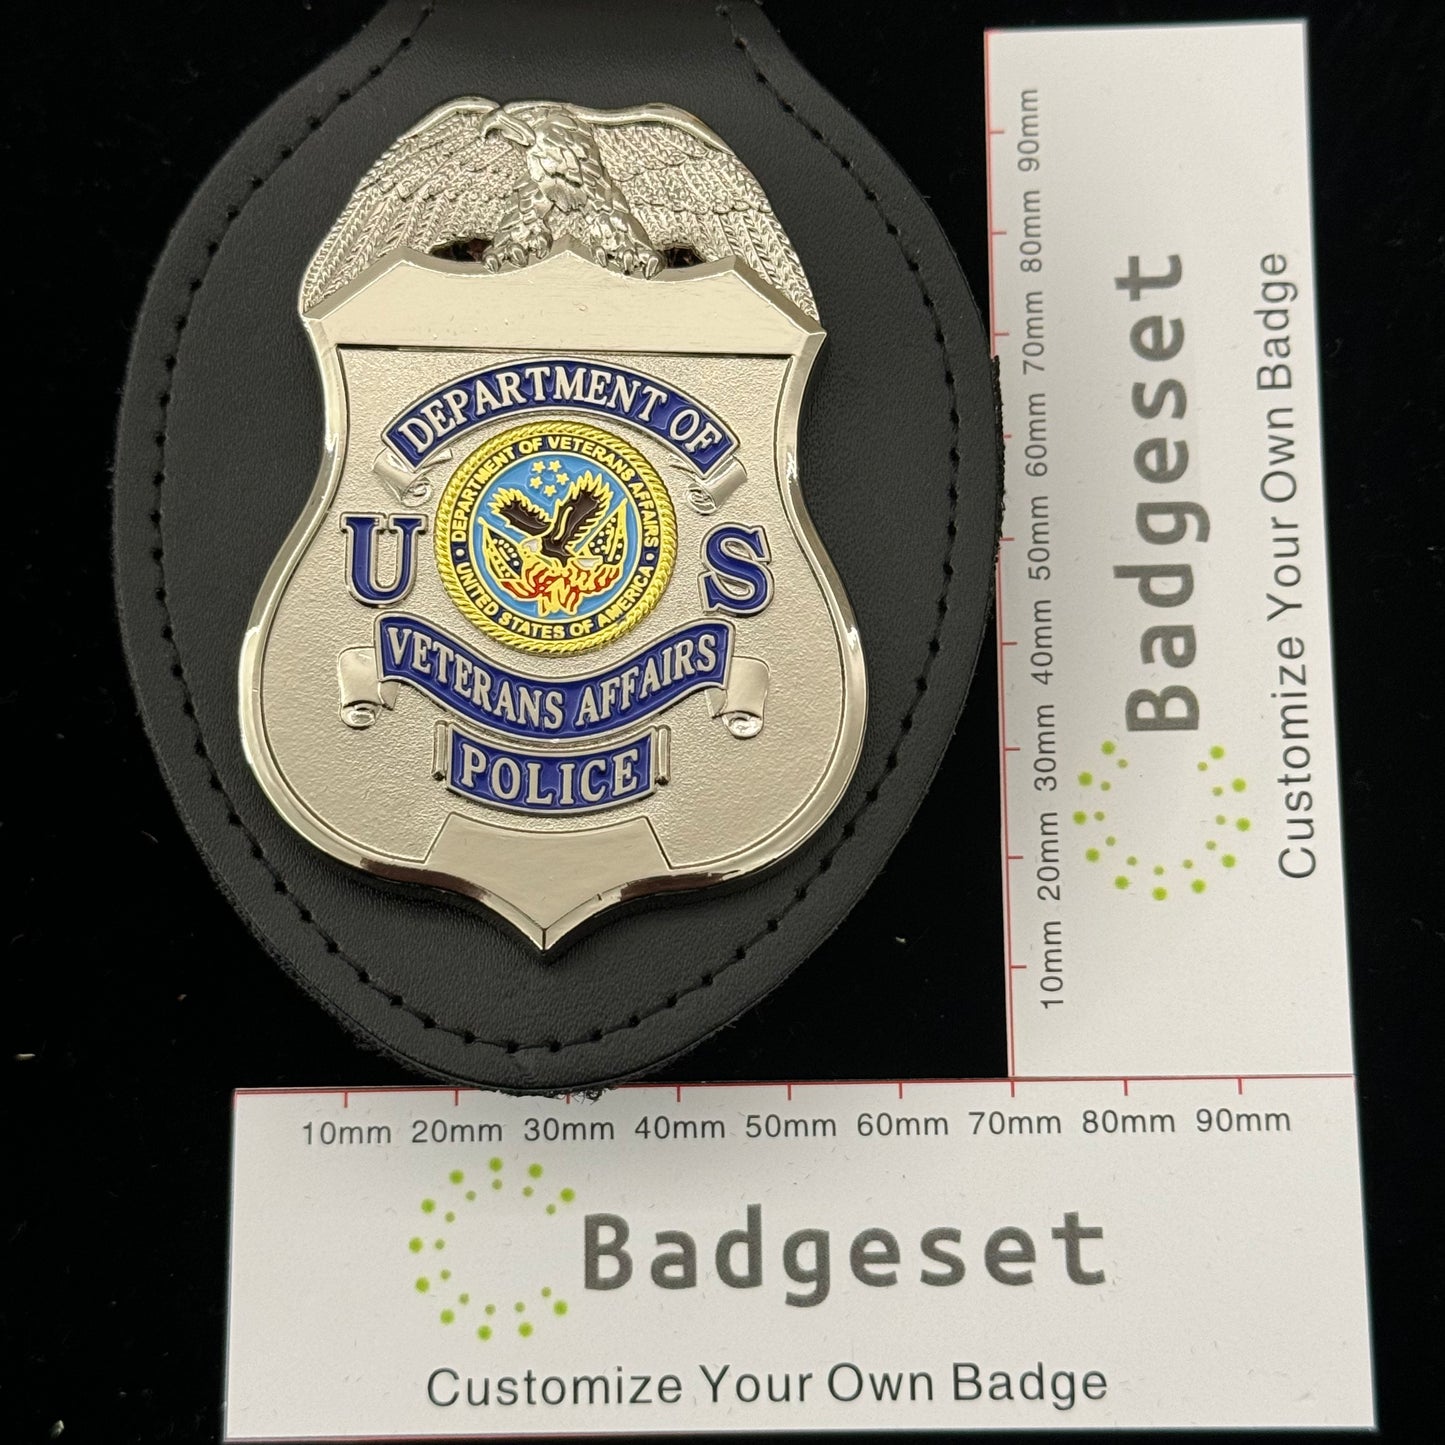 DEPARTMENT OF
DEPARTMENT OF VETERANS AFFAIRS
UNITED STATES OF AMERICA
U S
VETERANS AFFAIRS
POLICE
90mm
80mm
70mm
60mm
50mm
40mm
30mm
20mm
10mm
Badgeset
Customize Your Own Badge
10mm 20mm 30mm 40mm 50mm 60mm 70mm 80mm 90mm
Badgeset
Customize Your Own Badge